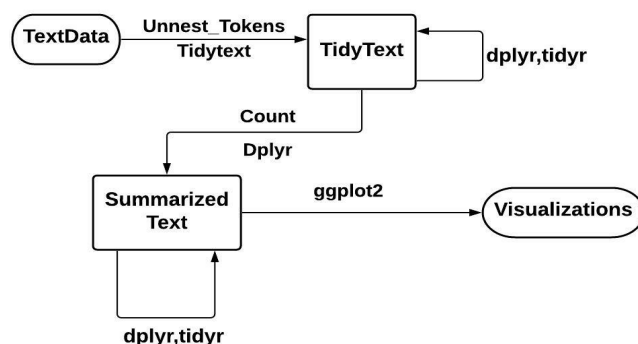 TextData
Unnest_Tokens
Tidytext
TidyText
dplyr,tidyr
Count
Dplyr
Summarized
Text
ggplot2
Visualizations
dplyr,tidyr